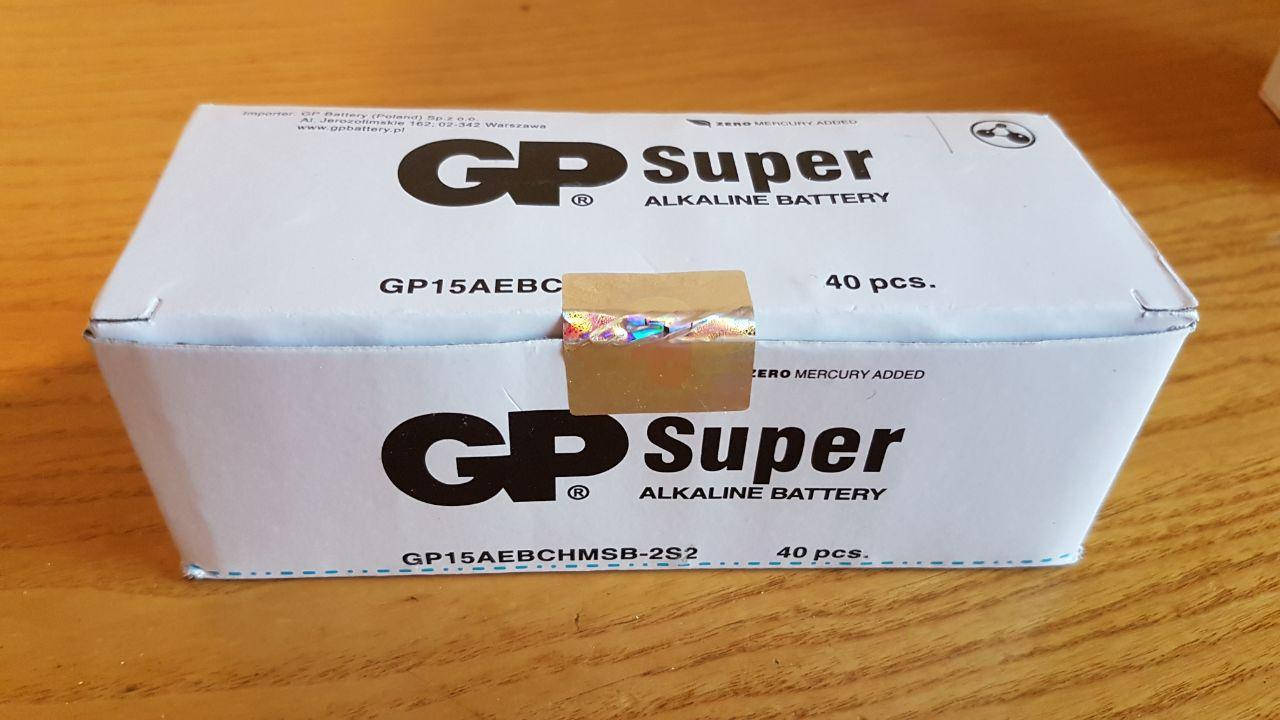 Importer: GP Battery (Poland) Sp.z o.o.
Al. Jerozolimskie 162, 02-342 Warszawa
www.gpbattery.pl
ZERO MERCURY ADDED
GP® Super
ALKALINE BATTERY
GP15AEBC
40 pcs.
ZERO MERCURY ADDED
GP® Super
ALKALINE BATTERY
GP15AEBCHMSB-2S2
40 pcs.